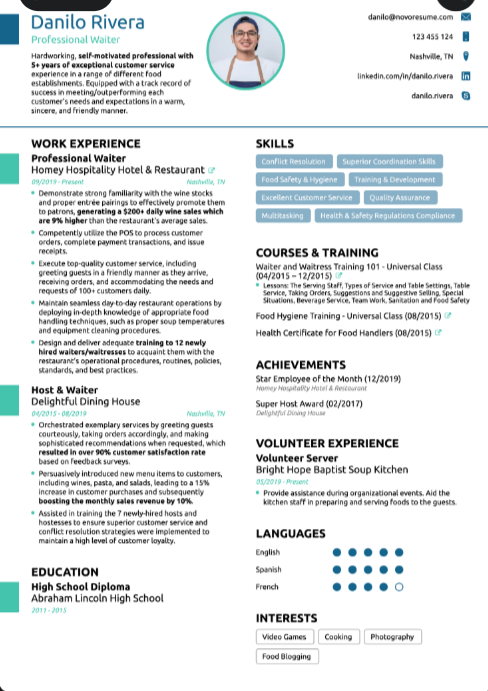 Danilo Rivera
Professional Waiter
Hardworking, self-motivated professional with
5+ years of exceptional customer service
experience in a range of different food
establishments. Equipped with a track record of
success in meeting/outperforming each
customer's needs and expectations in a warm,
sincere, and friendly manner.
danilo@novoresume.com
123 455 124
Nashville, TN
linkedin.com/in/danilo.rivera
danilo.rivera
WORK EXPERIENCE
Professional Waiter
Homey Hospitality Hotel & Restaurant
09/2019 - Present Nashville, TN
Demonstrate strong familiarity with the wine stocks
and proper entrée pairings to effectively promote them
to patrons, generating a $200+ daily wine sales which
are 9% higher than the restaurant's average sales.
Competently utilize the POS to process customer
orders, complete payment transactions, and issue
receipts.
Execute top-quality customer service, including
greeting guests in a friendly manner as they arrive,
receiving orders, and accommodating the needs and
requests of 100+ customers daily.
Maintain seamless day-to-day restaurant operations by
deploying in-depth knowledge of appropriate food
handling techniques, such as proper soup temperatures
and equipment cleaning procedures.
Design and deliver adequate training to 12 newly
hired waiters/waitresses to acquaint them with the
restaurant's operational procedures, routines, policies,
standards, and best practices.
Host & Waiter
Delightful Dining House
04/2015 - 08/2019 Nashville, TN
Orchestrated exemplary services by greeting guests
courteously, taking orders accordingly, and making
sophisticated recommendations when requested, which
resulted in over 90% customer satisfaction rate
based on feedback surveys.
Persuasively introduced new menu items to customers,
including wines, pasta, and salads, leading to a 15%
increase in customer purchases and subsequently
boosting the monthly sales revenue by 10%.
Assisted in training the 7 newly-hired hosts and
hostesses to ensure superior customer service and
conflict resolution strategies were implemented to
maintain a high level of customer loyalty.
EDUCATION
High School Diploma
Abraham Lincoln High School
2011 - 2015
SKILLS
Conflict Resolution Superior Coordination Skills
Food Safety & Hygiene Training & Development
Excellent Customer Service Quality Assurance
Multitasking Health & Safety Regulations Compliance
COURSES & TRAINING
Waiter and Waitress Training 101 - Universal Class
(04/2015 – 12/2015)
Lessons: The Serving Staff, Types of Service and Table Settings, Table
Service, Taking Orders, Suggestions and Suggestive Selling, Special
Situations, Beverage Service, Team Work, Sanitation and Food Safety
Food Hygiene Training - Universal Class (08/2015)
Health Certificate for Food Handlers (08/2015)
ACHIEVEMENTS
Star Employee of the Month (12/2019)
Homey Hospitality Hotel & Restaurant
Super Host Award (02/2017)
Delightful Dining House
VOLUNTEER EXPERIENCE
Volunteer Server
Bright Hope Baptist Soup Kitchen
05/2019 - Present
Provide assistance during organizational events. Aid the
kitchen staff in preparing and serving foods to the guests.
LANGUAGES
English
Spanish
French
INTERESTS
Video Games Cooking Photography
Food Blogging